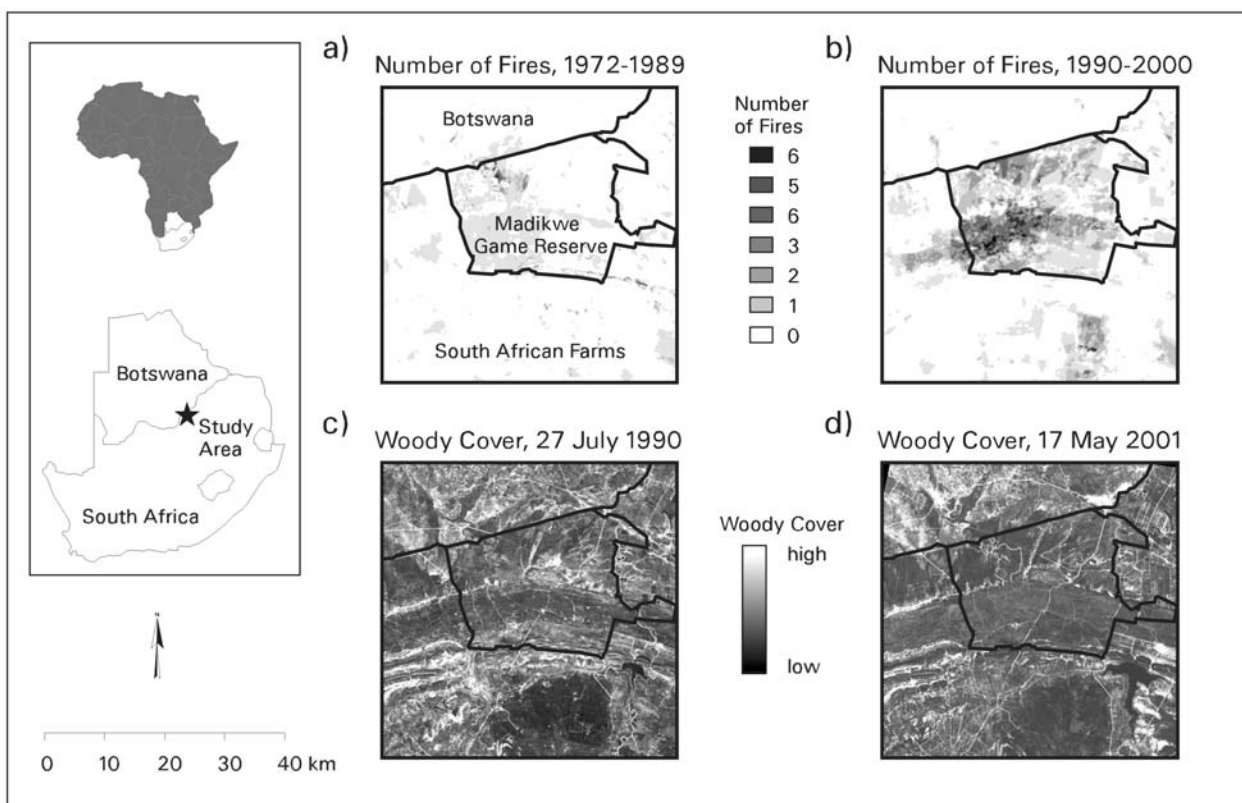 a)
Number of Fires, 1972-1989
Botswana
Madikwe
Game Reserve
South African Farms
Number
of Fires
6
5
6
3
2
1
0
b)
Number of Fires, 1990-2000
Botswana
Study
Area
South Africa
N
0 10 20 30 40 km
c)
Woody Cover, 27 July 1990
Woody Cover
high
low
d)
Woody Cover, 17 May 2001